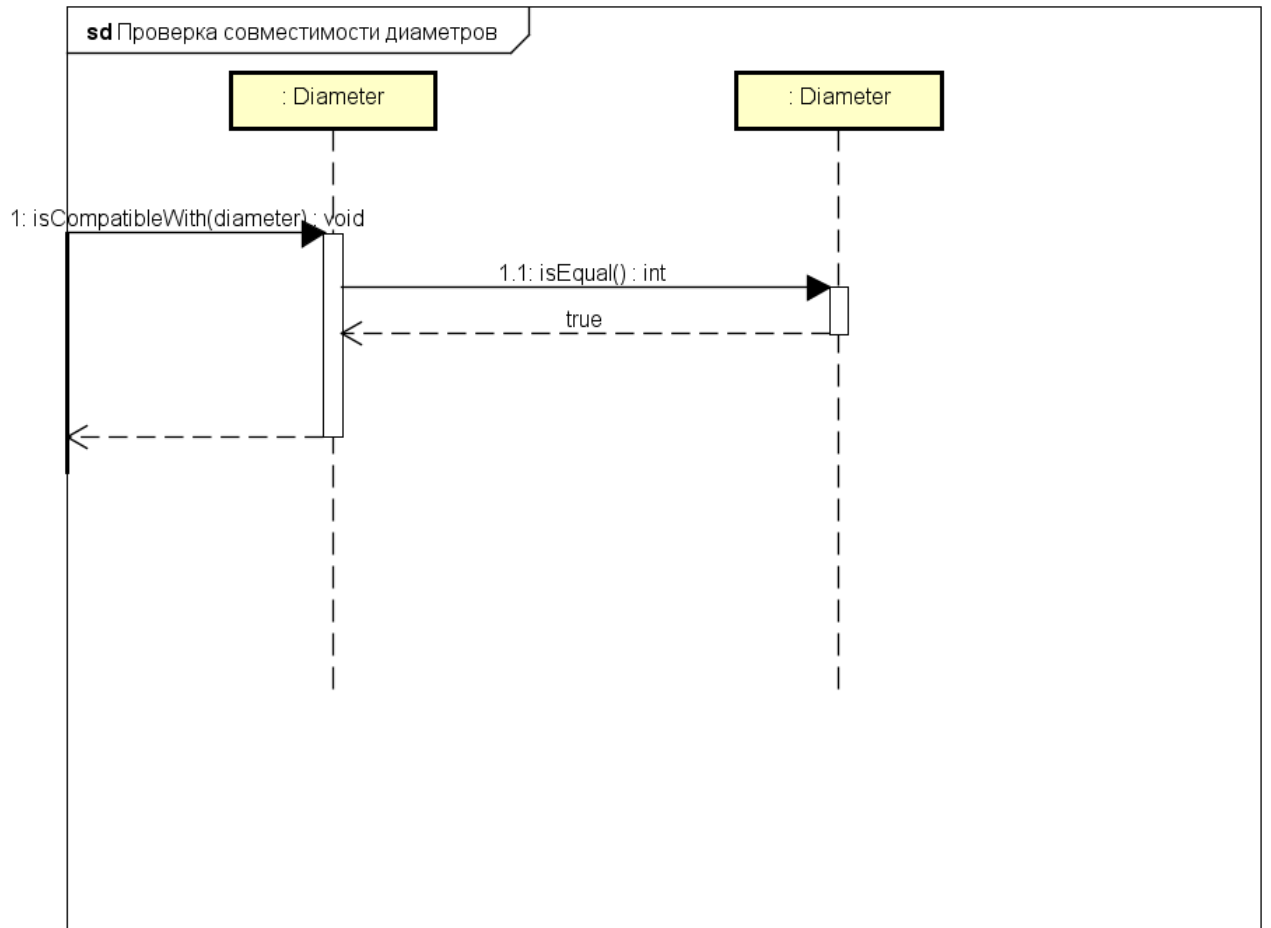 sd Проверка совместимости диаметров
: Diameter
: Diameter
1: isCompatibleWith(diameter) : void
1.1: isEqual() : int
true